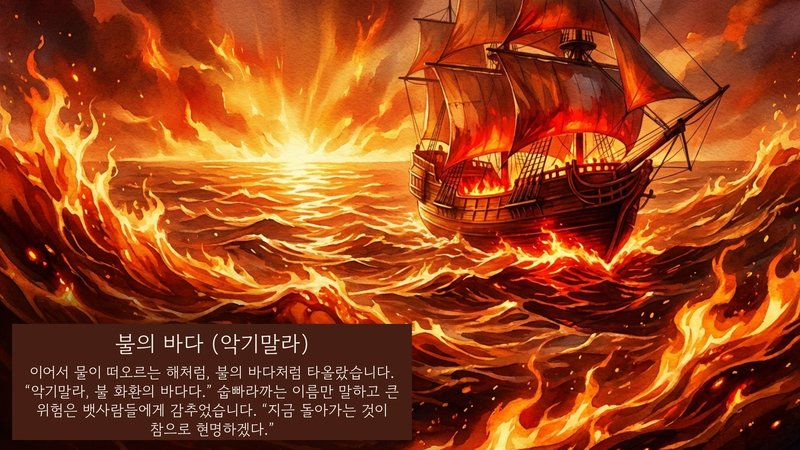 불의 바다 (악기말라)
이어서 물이 떠오르는 해처럼, 불의 바다처럼 타올랐습니다.
“악기말라, 불 화환의 바다다.” 숩빠라까는 이름만 말하고 큰
위험은 뱃사람들에게 감추었습니다. “지금 돌아가는 것이
참으로 현명하겠다.”